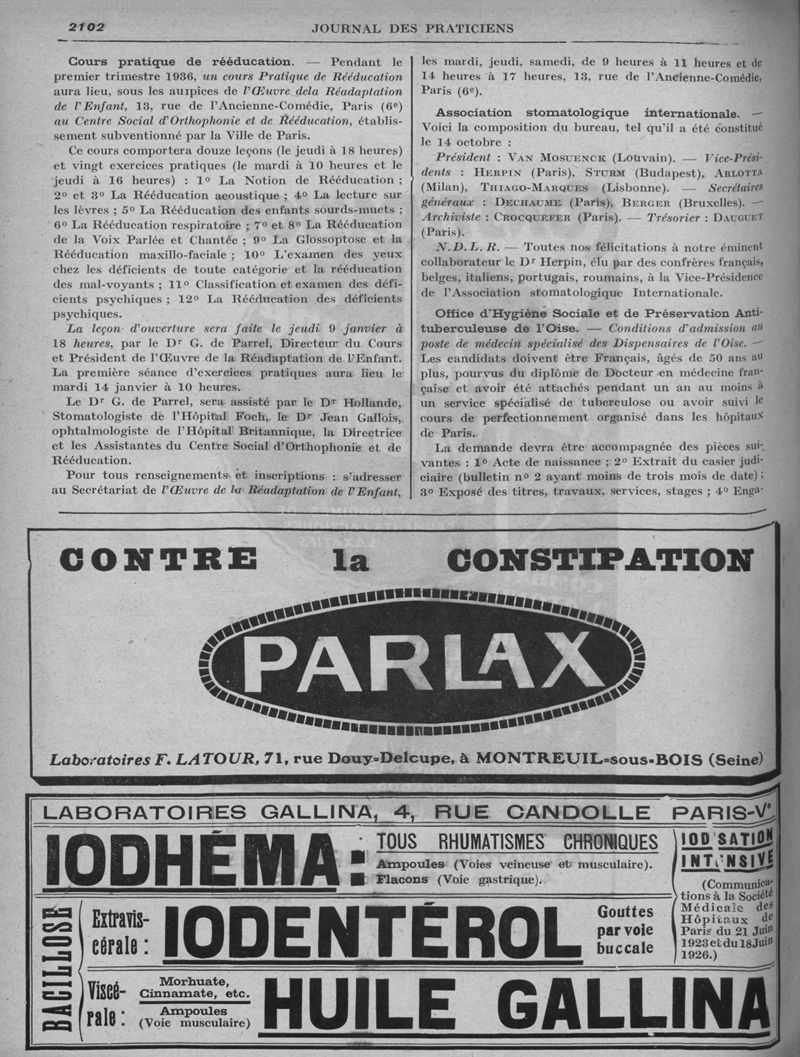 2102
JOURNAL DES PRATICIENS
Cours pratique de rééducation. — Pendant le
premier trimestre 1936, un cours Pratique de Rééducation
aura lieu, sous les auspices de l'Œuvre dela Réadaptation
de l'Enfant, 13, rue de l'Ancienne-Comédie, Paris (6e)
au Centre Social d'Orthophonie et de Rééducation, établis-
sement subventionné par la Ville de Paris.
Ce cours comportera douze leçons (le jeudi à 18 heures)
et vingt exercices pratiques (le mardi à 10 heures et le
jeudi à 16 heures) : 1º La Notion de Rééducation ;
2º et 3º La Rééducation acoustique ; 4º La lecture sur
les lèvres ; 5º La Rééducation des enfants sourds-muets ;
6º La Rééducation respiratoire ; 7º et 8º La Rééducation
de la Voix Parlée et Chantée ; 9º La Glossoptose et la
Rééducation maxillo-faciale ; 10º L'examen des yeux
chez les déficients de toute catégorie et la rééducation
des mal-voyants ; 11º Classification et examen des défi-
cients psychiques ; 12º La Rééducation des déficients
psychiques.
La leçon d'ouverture sera faite le jeudi 9 janvier à
18 heures, par le Dr G. de Parrel, Directeur du Cours
et Président de l'Œuvre de la Réadaptation de l'Enfant.
La première séance d'exercices pratiques aura lieu le
mardi 14 janvier à 10 heures.
Le Dr G. de Parrel, sera assisté par le Dr Hollande,
Stomatologiste de l'Hôpital Foch, le Dr Jean Gallois,
ophtalmologiste de l'Hôpital Britannique, la Directrice
et les Assistantes du Centre Social d'Orthophonie et de
Rééducation.
Pour tous renseignements et inscriptions : s'adresser
au Secrétariat de l'Œuvre de la Réadaptation de l'Enfant,
les mardi, jeudi, samedi, de 9 heures à 11 heures et de
14 heures à 17 heures, 13, rue de l'Ancienne-Comédie,
Paris (6e).
Association stomatologique internationale. —
Voici la composition du bureau, tel qu'il a été constitué
le 14 octobre :
Président : VAN MOSUENCK (Louvain). — Vice-Prési-
dents : HERPIN (Paris), STURM (Budapest), ARLOTTA
(Milan), THIAGO-MARQUES (Lisbonne). — Secrétaires
généraux : DECHAUME (Paris), BERGER (Bruxelles). —
Archiviste : CROCQUEFER (Paris). — Trésorier : DAUGUET
(Paris).
N. D. L. R. — Toutes nos félicitations à notre éminent
collaborateur le Dr Herpin, élu par des confrères français,
belges, italiens, portugais, roumains, à la Vice-Présidence
de l'Association stomatologique Internationale.
Office d'Hygiène Sociale et de Préservation Anti-
tuberculeuse de l'Oise. — Conditions d'admission au
poste de médecin spécialisé des Dispensaires de l'Oise. —
Les candidats doivent être Français, âgés de 50 ans au
plus, pourvus du diplôme de Docteur en médecine fran-
çaise et avoir été attachés pendant un an au moins à
un service spécialisé de tuberculose ou avoir suivi le
cours de perfectionnement organisé dans les hôpitaux
de Paris.
La demande devra être accompagnée des pièces sui-
vantes : 1º Acte de naissance ; 2º Extrait du casier judi-
ciaire (bulletin nº 2 ayant moins de trois mois de date) ;
3º Exposé des titres, travaux, services, stages ; 4º Enga-
CONTRE la CONSTIPATION
PARLAX
Laboratoires F. LATOUR, 71, rue Douy-Delcupe, à MONTREUIL-sous-BOIS (Seine)
LABORATOIRES GALLINA, 4, RUE CANDOLLE PARIS-Ve
IODHÉMA:
TOUS RHUMATISMES CHRONIQUES
Ampoules (Voies veineuse et musculaire).
Flacons (Voie gastrique).
IOD'SATION
INTENSIVE
(Communica-
tions à la Société
Médicale des
Hôpitaux de
Paris du 21 Juin
1923 et du 18 Juin
1926.)
BACILLOSE
Extravis-
cérale :
IODENTÉROL
Gouttes
par voie
buccale
Viscé-
rale :
Morhuate,
Cinnamate, etc.
Ampoules
(Voie musculaire)
HUILE GALLINA